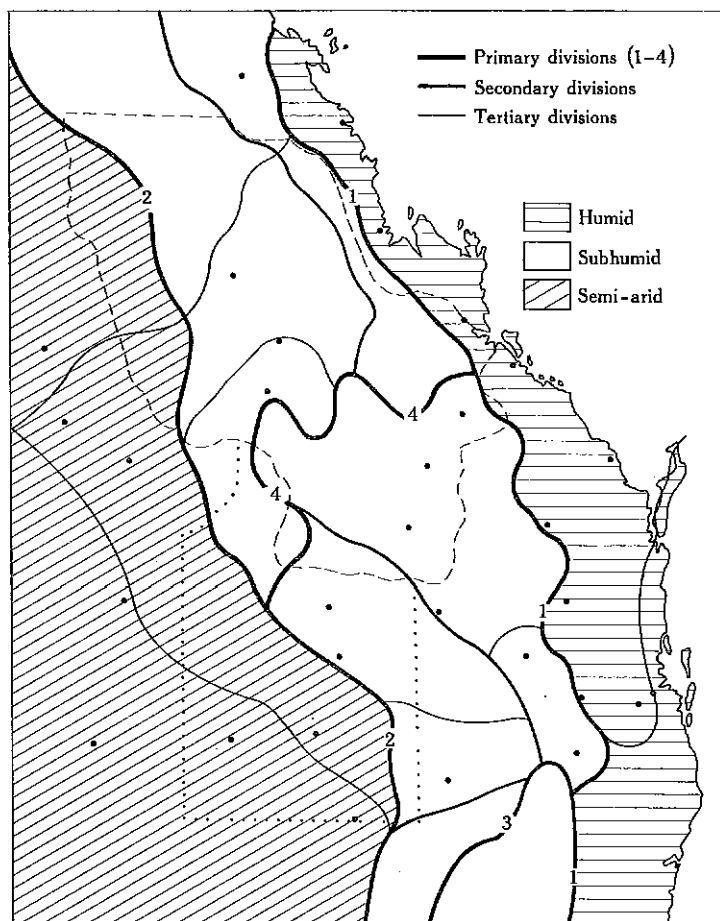 Primary divisions (1-4)
Secondary divisions
Tertiary divisions
2
1
Humid
Subhumid
Semi-arid
4
4
1
2
3
1